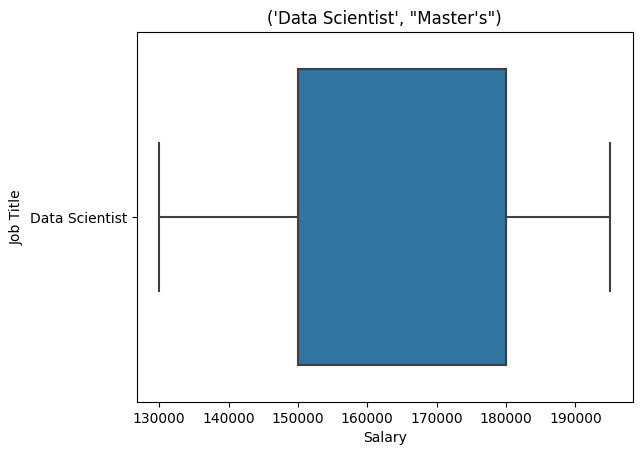 ('Data Scientist', "Master's")
Job Title
Data Scientist
130000 140000 150000 160000 170000 180000 190000
Salary